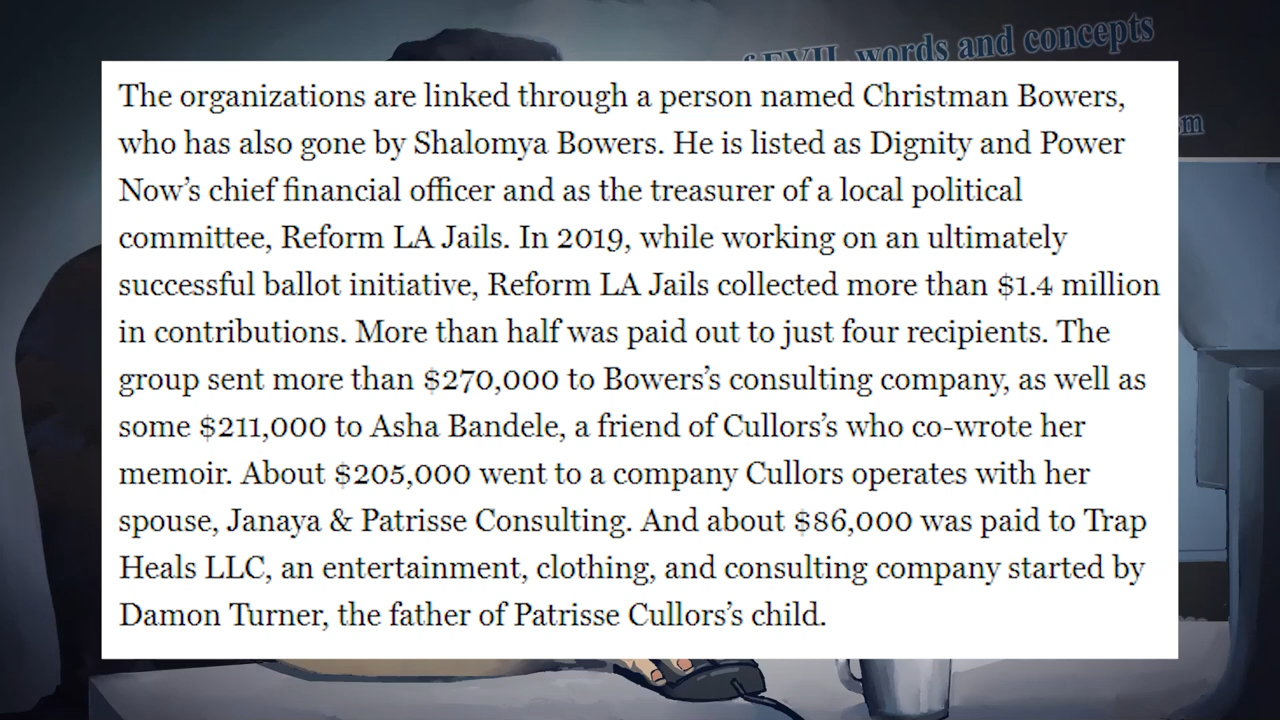 of EVIL words and concepts
The organizations are linked through a person named Christman Bowers,
who has also gone by Shalomya Bowers. He is listed as Dignity and Power
Now’s chief financial officer and as the treasurer of a local political
committee, Reform LA Jails. In 2019, while working on an ultimately
successful ballot initiative, Reform LA Jails collected more than $1.4 million
in contributions. More than half was paid out to just four recipients. The
group sent more than $270,000 to Bowers’s consulting company, as well as
some $211,000 to Asha Bandele, a friend of Cullors’s who co-wrote her
memoir. About $205,000 went to a company Cullors operates with her
spouse, Janaya & Patrisse Consulting. And about $86,000 was paid to Trap
Heals LLC, an entertainment, clothing, and consulting company started by
Damon Turner, the father of Patrisse Cullors’s child.